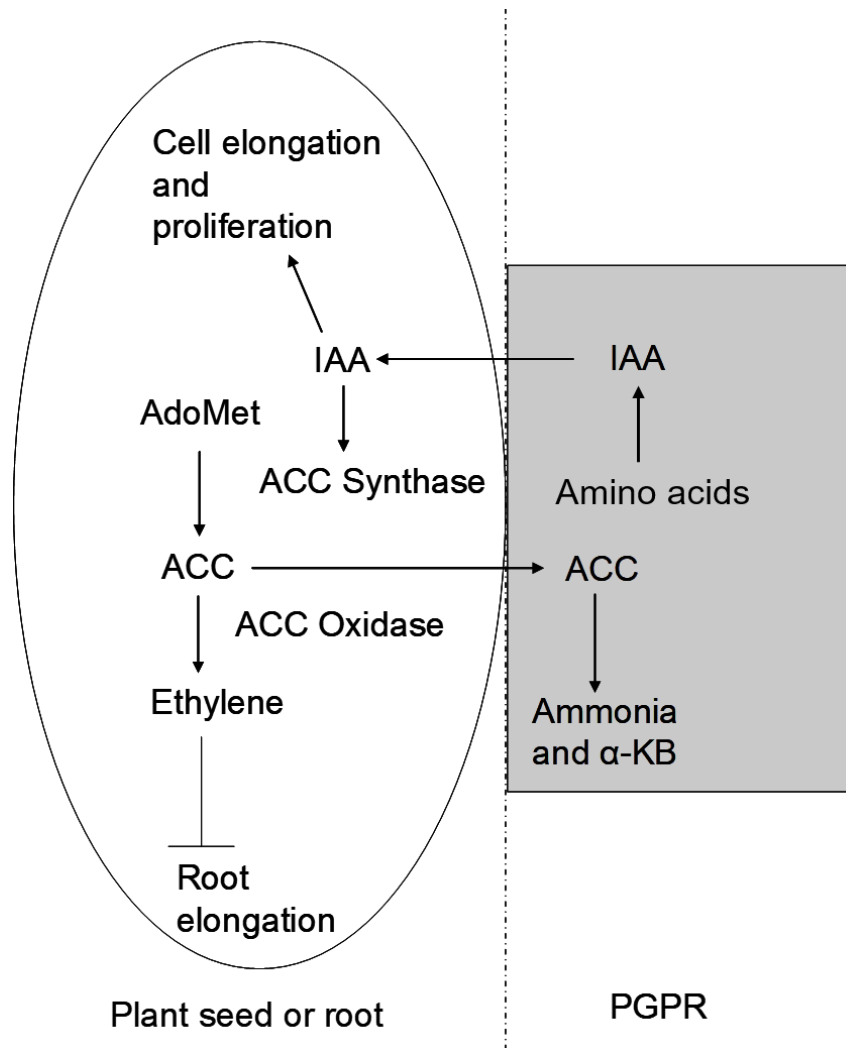 Cell elongation
and
proliferation
IAA
AdoMet
ACC Synthase
ACC
ACC Oxidase
Ethylene
Root
elongation
Plant seed or root
IAA
Amino acids
ACC
Ammonia
and α-KB
PGPR